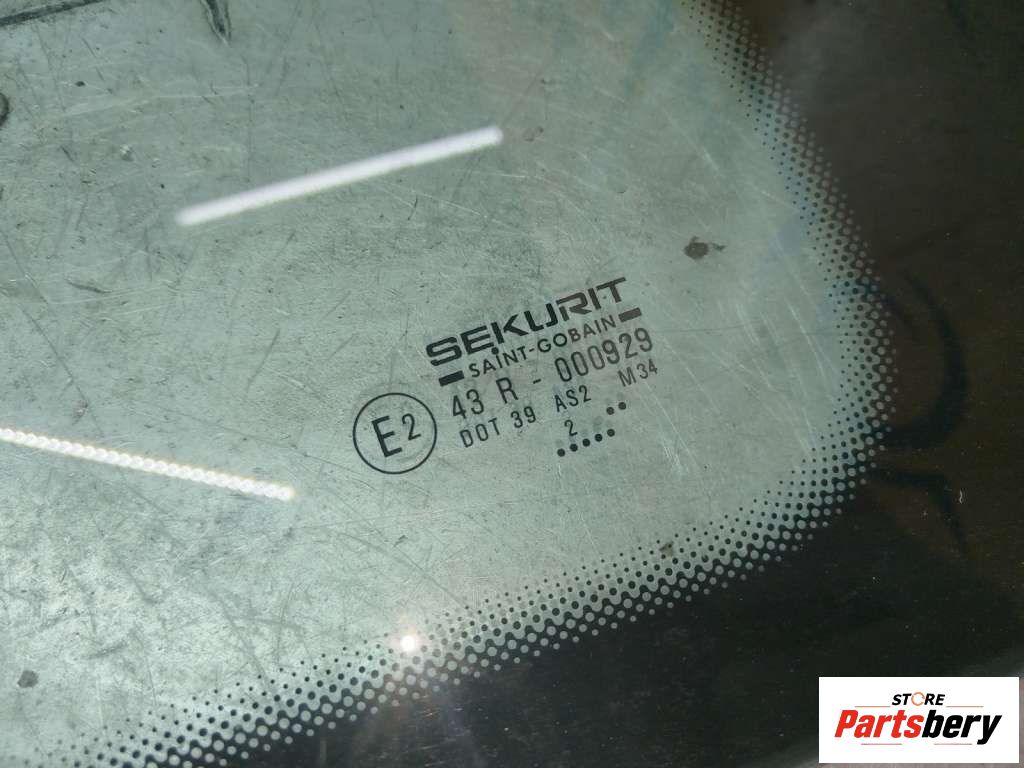 SEKURIT
SAINT-GOBAIN
E2 43 R - 000929
DOT 39 AS2 M34
2
STORE
Partsbery